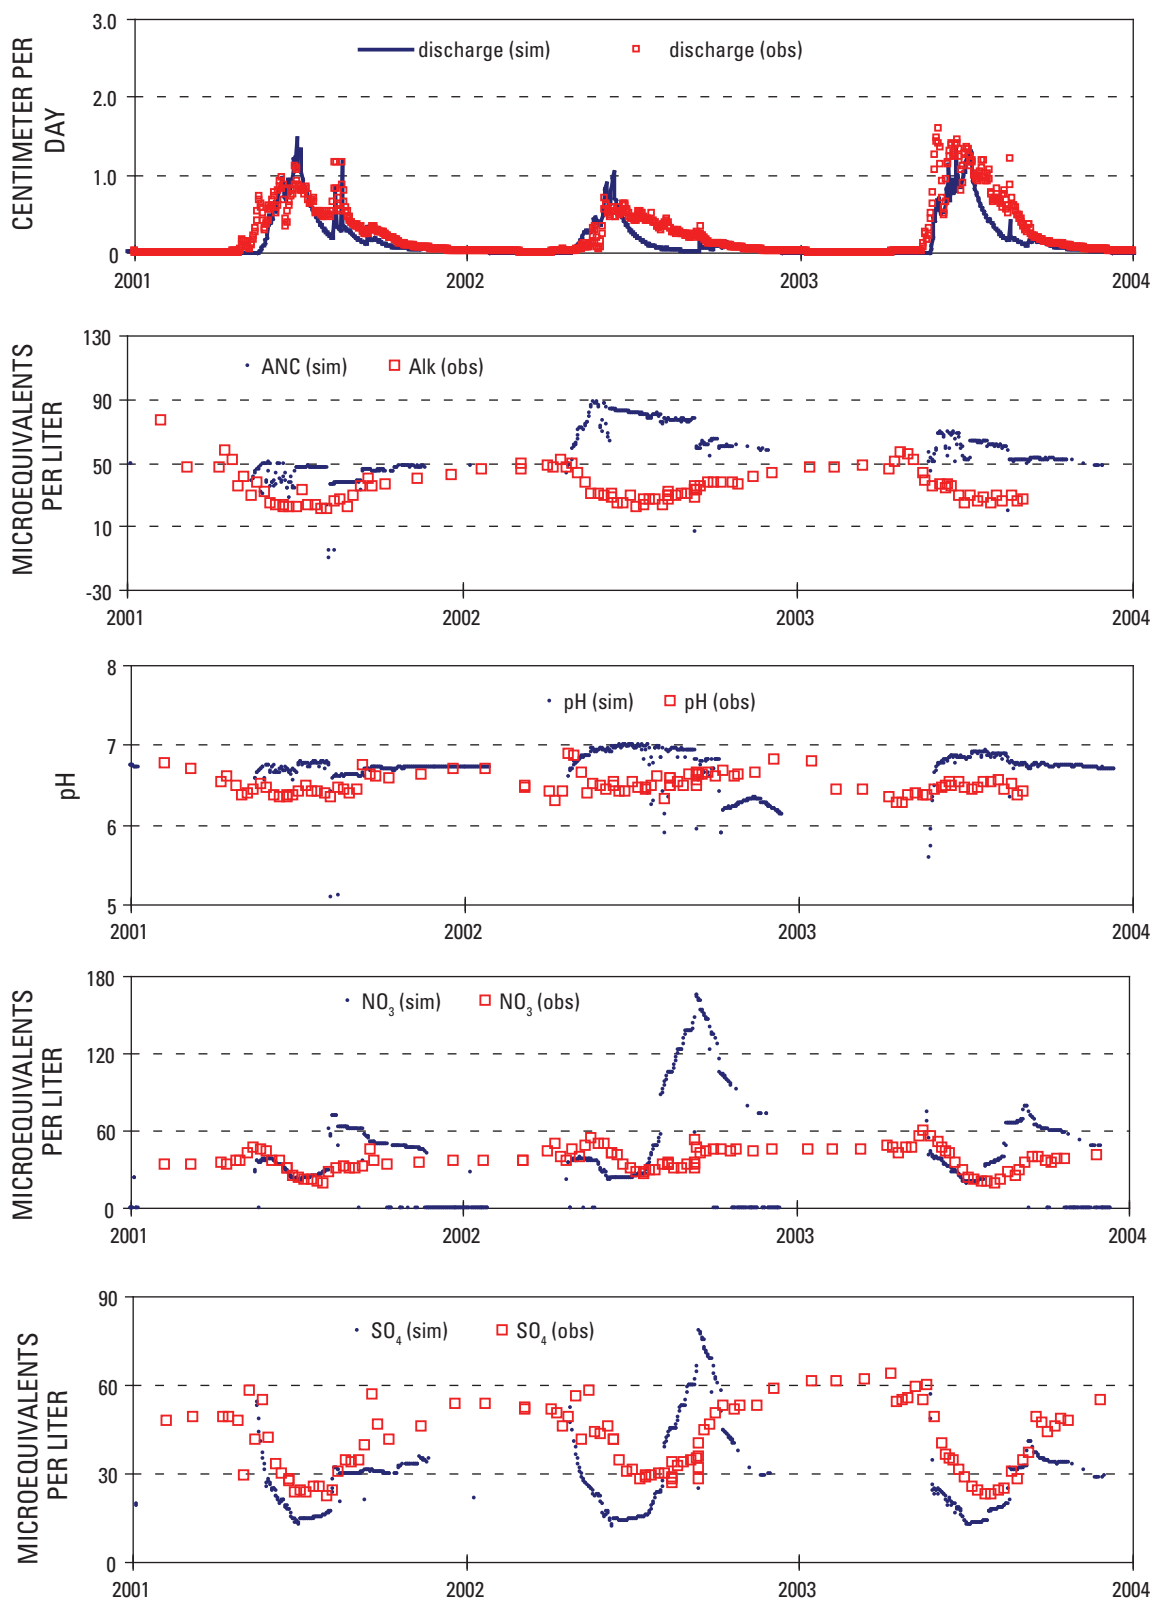 CENTIMETER PER
DAY
3.0
2.0
1.0
0
discharge (sim)
discharge (obs)
2001
2002
2003
2004
MICROEQUIVALENTS
PER LITER
130
90
50
10
-30
ANC (sim)
Alk (obs)
2001
2002
2003
2004
pH
8
7
6
5
pH (sim)
pH (obs)
2001
2002
2003
2004
MICROEQUIVALENTS
PER LITER
180
120
60
0
NO₃ (sim)
NO₃ (obs)
2001
2002
2003
2004
MICROEQUIVALENTS
PER LITER
90
60
30
0
SO₄ (sim)
SO₄ (obs)
2001
2002
2003
2004